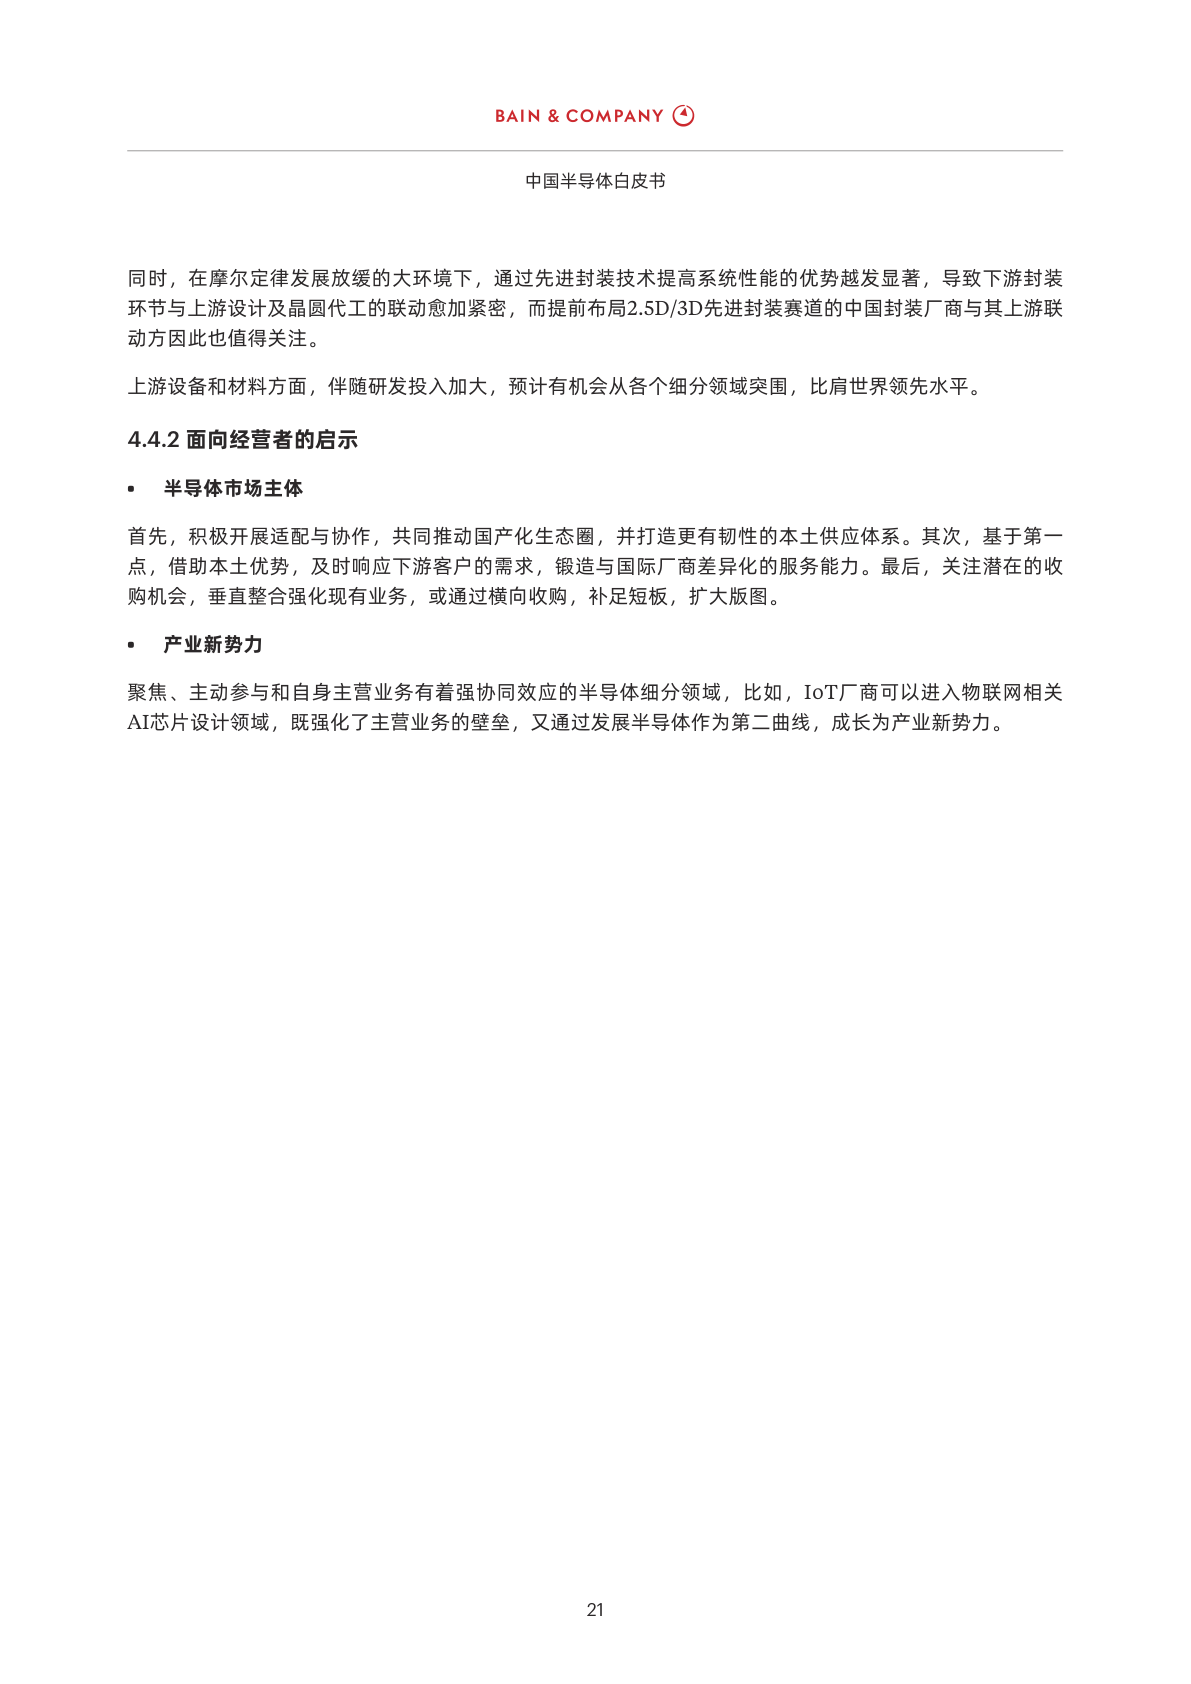 BAIN & COMPANY
中国半导体白皮书
同时，在摩尔定律发展放缓的大环境下，通过先进封装技术提高系统性能的优势越发显著，导致下游封装
环节与上游设计及晶圆代工的联动愈加紧密，而提前布局2.5D/3D先进封装赛道的中国封装厂商与其上游联
动方因此也值得关注。
上游设备和材料方面，伴随研发投入加大，预计有机会从各个细分领域突围，比肩世界领先水平。
4.4.2 面向经营者的启示
• 半导体市场主体
首先，积极开展适配与协作，共同推动国产化生态圈，并打造更有韧性的本土供应体系。其次，基于第一
点，借助本土优势，及时响应下游客户的需求，锻造与国际厂商差异化的服务能力。最后，关注潜在的收
购机会，垂直整合强化现有业务，或通过横向收购，补足短板，扩大版图。
• 产业新势力
聚焦、主动参与和自身主营业务有着强协同效应的半导体细分领域，比如，IoT厂商可以进入物联网相关
AI芯片设计领域，既强化了主营业务的壁垒，又通过发展半导体作为第二曲线，成长为产业新势力。
21